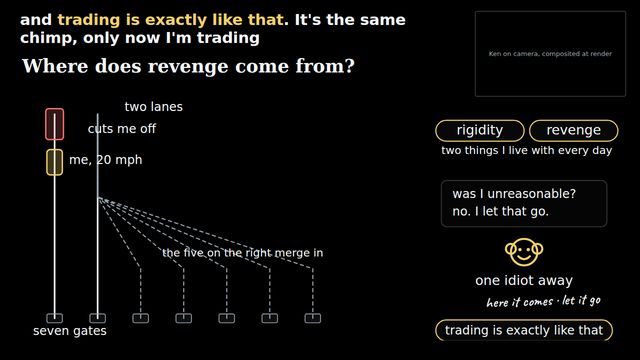 and trading is exactly like that. It's the same
chimp, only now I'm trading
Where does revenge come from?
Ken on camera, composited at render
two lanes
cuts me off
me, 20 mph
the five on the right merge in
seven gates
rigidity
revenge
two things I live with every day
was I unreasonable?
no. I let that go.
one idiot away
here it comes · let it go
trading is exactly like that